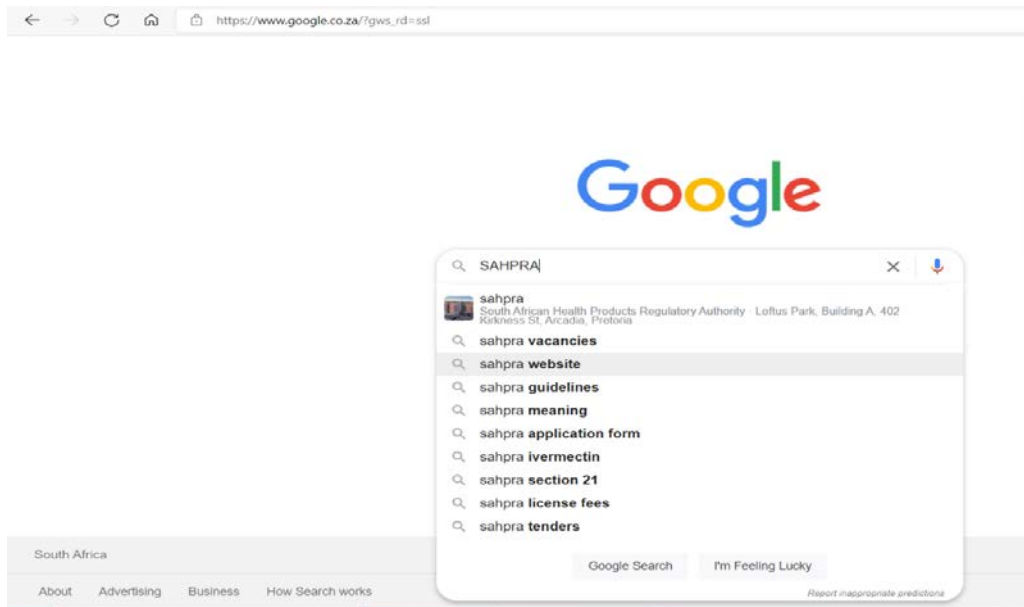 https://www.google.co.za/?gws_rd=ssl
Google
SAHPRA
sahpra
South African Health Products Regulatory Authority · Loftus Park, Building A, 402
Kirkness St, Arcadia, Pretoria
sahpra vacancies
sahpra website
sahpra guidelines
sahpra meaning
sahpra application form
sahpra ivermectin
sahpra section 21
sahpra license fees
sahpra tenders
Google Search I'm Feeling Lucky
Report inappropriate predictions
South Africa
About Advertising Business How Search works